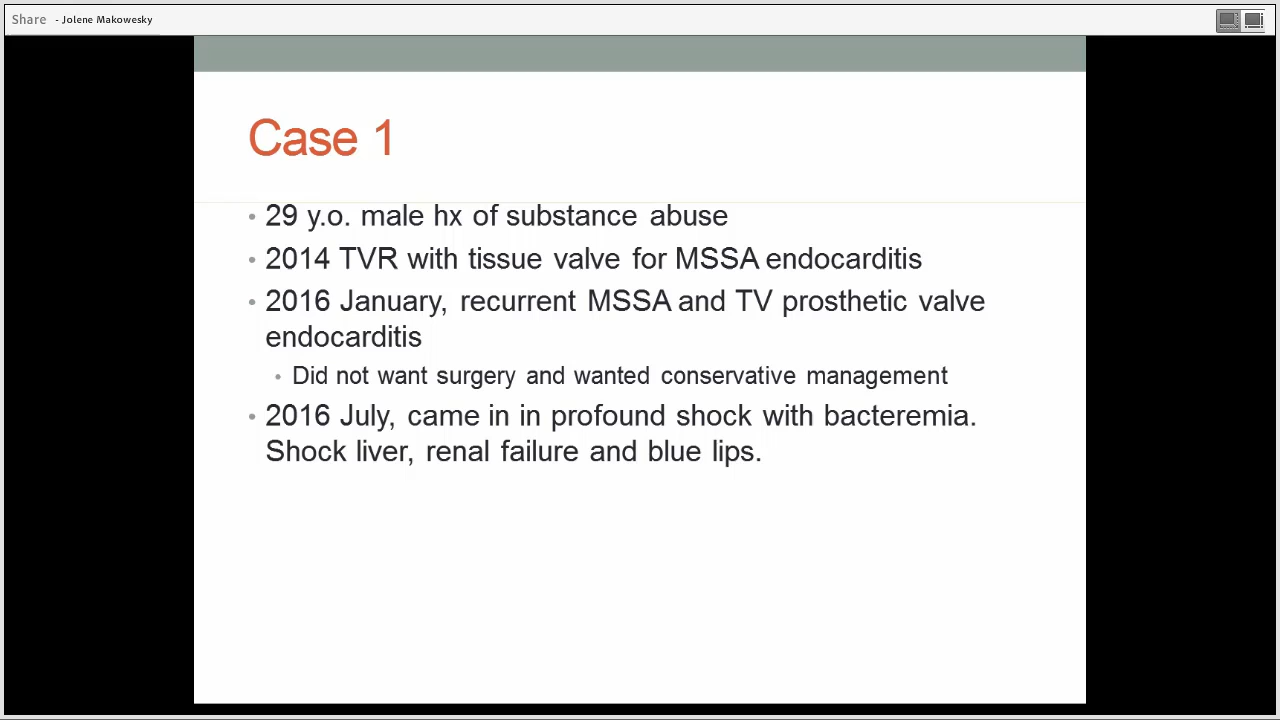 Share - Jolene Makowesky
Case 1
• 29 y.o. male hx of substance abuse
• 2014 TVR with tissue valve for MSSA endocarditis
• 2016 January, recurrent MSSA and TV prosthetic valve
endocarditis
• Did not want surgery and wanted conservative management
• 2016 July, came in in profound shock with bacteremia.
Shock liver, renal failure and blue lips.